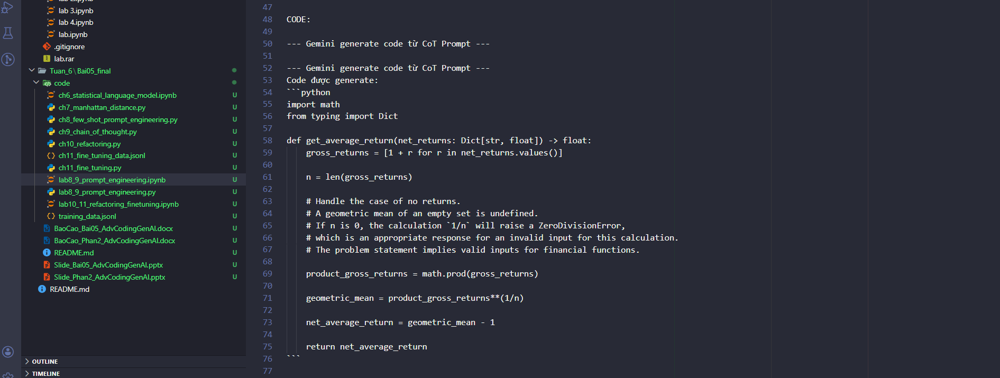 lab 3.ipynb
lab 4.ipynb
lab.ipynb
.gitignore
lab.rar
Tuan_6\Bai05_final
code
ch6_statistical_language_model.ipynb U
ch7_manhattan_distance.py U
ch8_few_shot_prompt_engineering.py U
ch9_chain_of_thought.py U
ch10_refactoring.py U
ch11_fine_tuning_data.jsonl U
ch11_fine_tuning.py U
lab8_9_prompt_engineering.ipynb U
lab8_9_prompt_engineering.py U
lab10_11_refactoring_finetuning.ipynb U
training_data.jsonl U
BaoCao_Bai05_AdvCodingGenAI.docx U
BaoCao_Phan2_AdvCodingGenAI.docx U
README.md U
Slide_Bai05_AdvCodingGenAI.pptx U
Slide_Phan2_AdvCodingGenAI.pptx U
README.md
OUTLINE
TIMELINE
47
48 CODE:
49
50 --- Gemini generate code từ CoT Prompt ---
51
52 --- Gemini generate code từ CoT Prompt ---
53 Code được generate:
54 ```python
55 import math
56 from typing import Dict
57
58 def get_average_return(net_returns: Dict[str, float]) -> float:
59     gross_returns = [1 + r for r in net_returns.values()]
60
61     n = len(gross_returns)
62
63     # Handle the case of no returns.
64     # A geometric mean of an empty set is undefined.
65     # If n is 0, the calculation `1/n` will raise a ZeroDivisionError,
66     # which is an appropriate response for an invalid input for this calculation.
67     # The problem statement implies valid inputs for financial functions.
68
69     product_gross_returns = math.prod(gross_returns)
70
71     geometric_mean = product_gross_returns**(1/n)
72
73     net_average_return = geometric_mean - 1
74
75     return net_average_return
76 ```
77